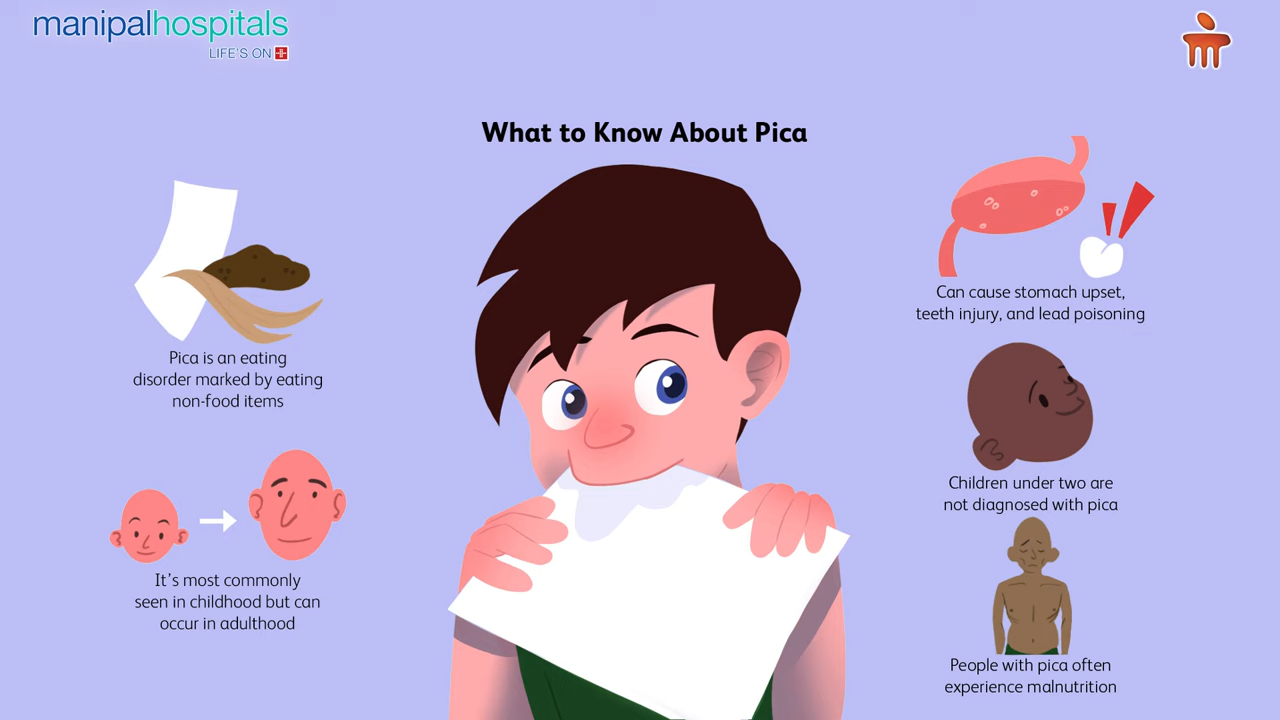 manipalhospitals
LIFE'S ON
What to Know About Pica
Pica is an eating
disorder marked by eating
non-food items
It's most commonly
seen in childhood but can
occur in adulthood
Can cause stomach upset,
teeth injury, and lead poisoning
Children under two are
not diagnosed with pica
People with pica often
experience malnutrition